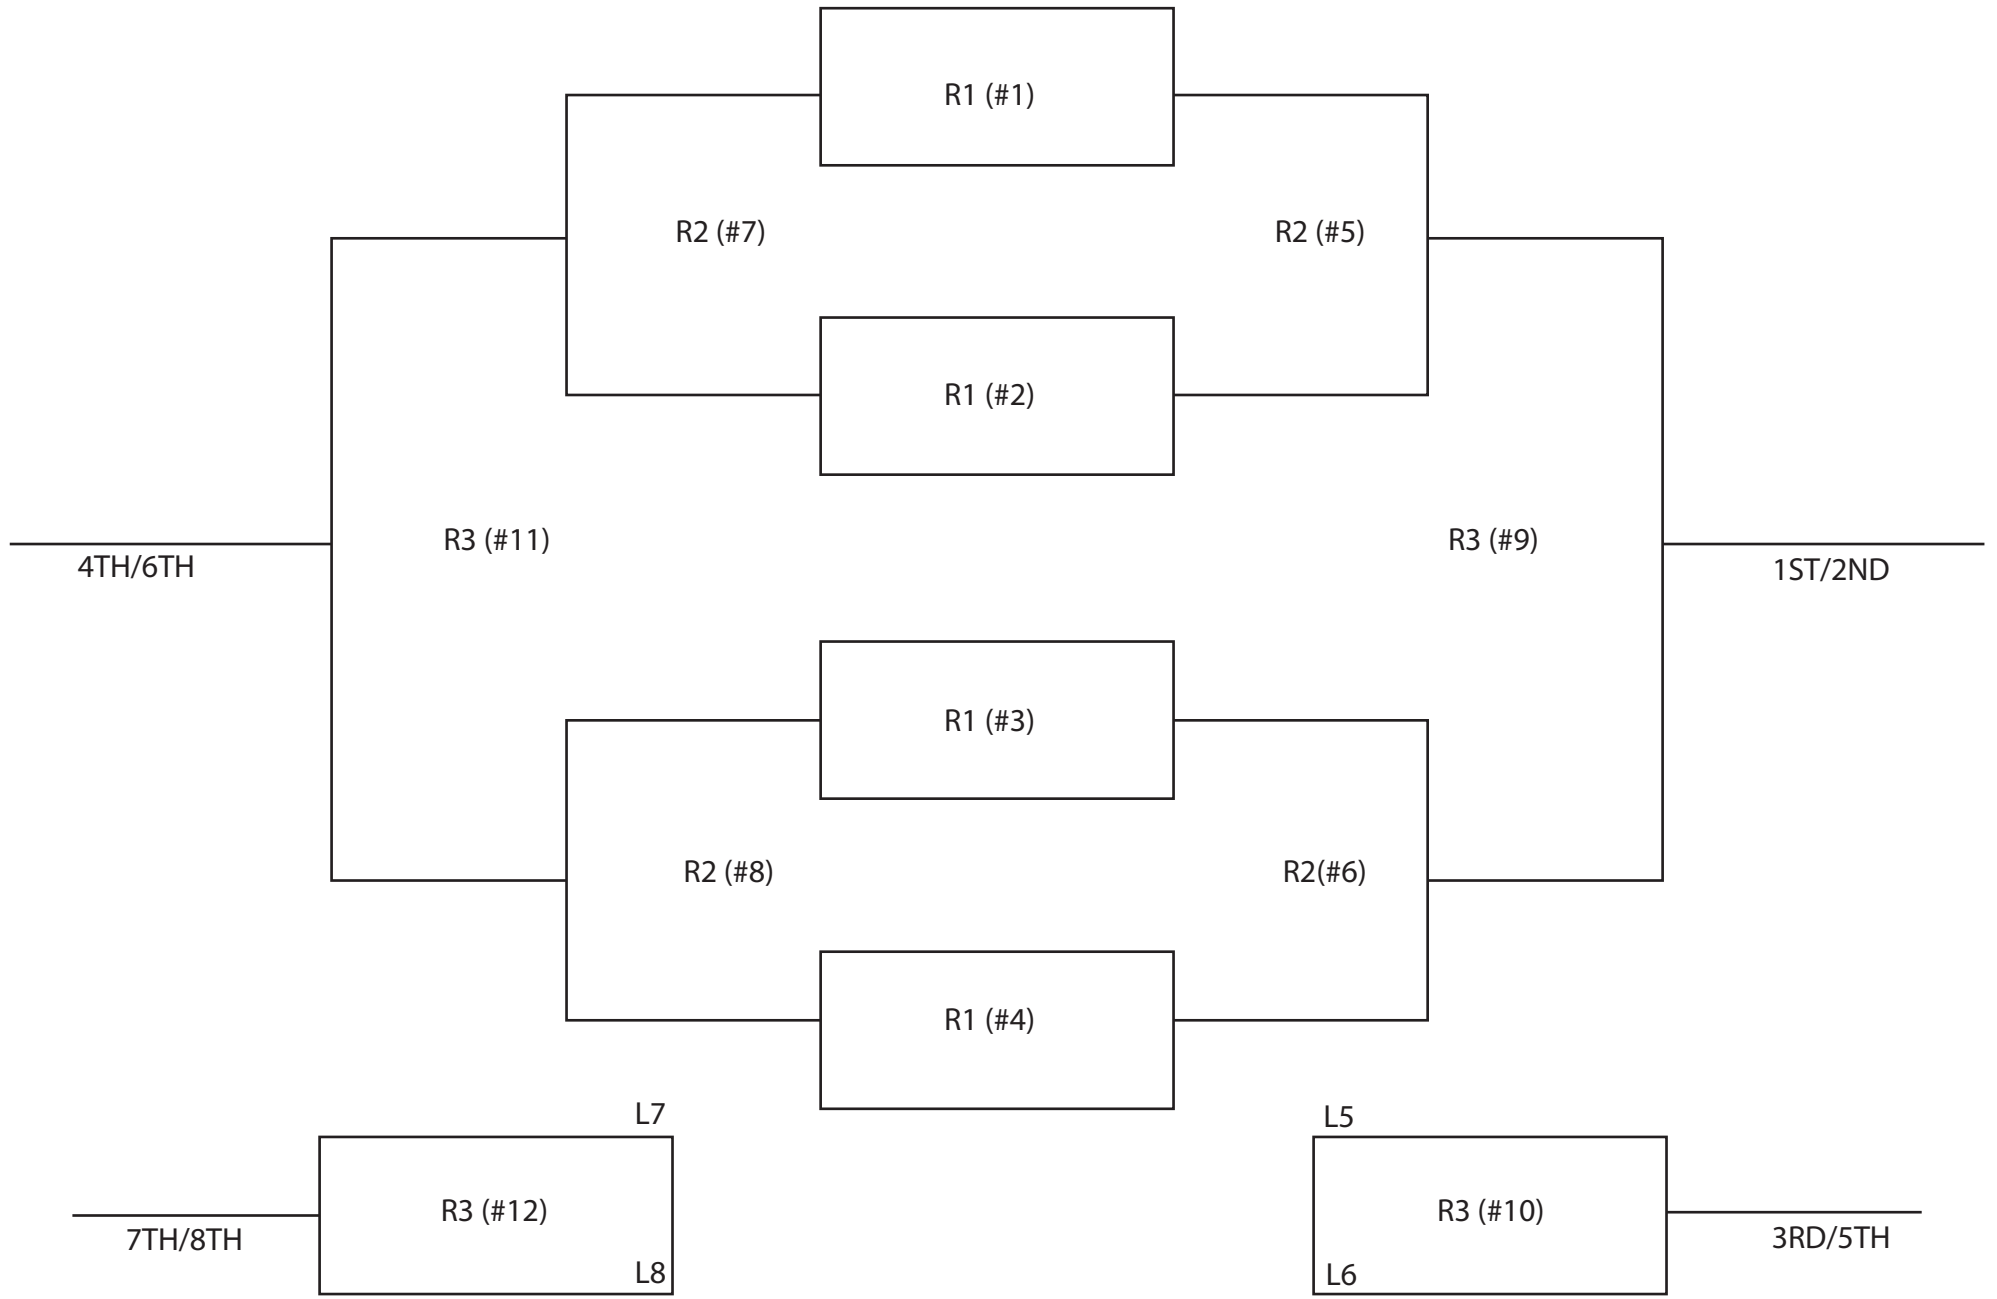 R1 (#1)
R2 (#7)
R2 (#5)
R1 (#2)
R3 (#11)
R3 (#9)
4TH/6TH
1ST/2ND
R1 (#3)
R2 (#8)
R2(#6)
R1 (#4)
L7
L5
R3 (#12)
R3 (#10)
7TH/8TH
3RD/5TH
L8
L6